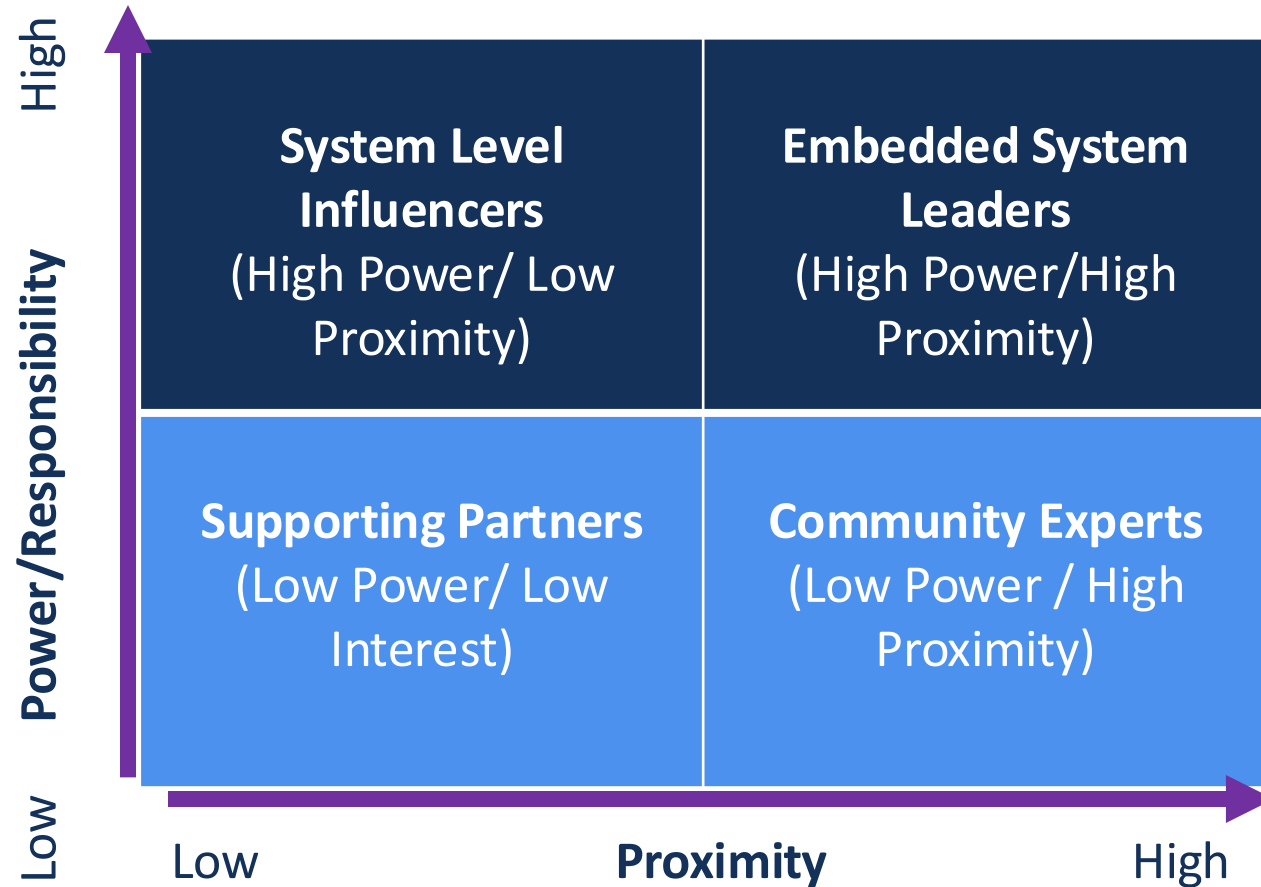 High
Power/Responsibility
Low
System Level
Influencers
(High Power/ Low
Proximity)
Embedded System
Leaders
(High Power/High
Proximity)
Supporting Partners
(Low Power/ Low
Interest)
Community Experts
(Low Power / High
Proximity)
Low
Proximity
High